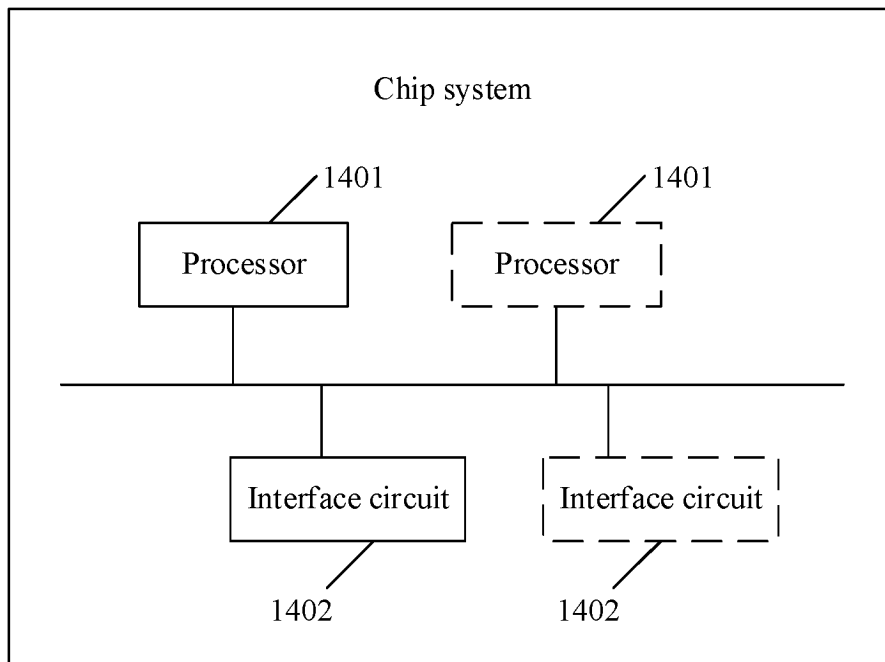 Chip system
1401
1401
Processor
Processor
Interface circuit
Interface circuit
1402
1402